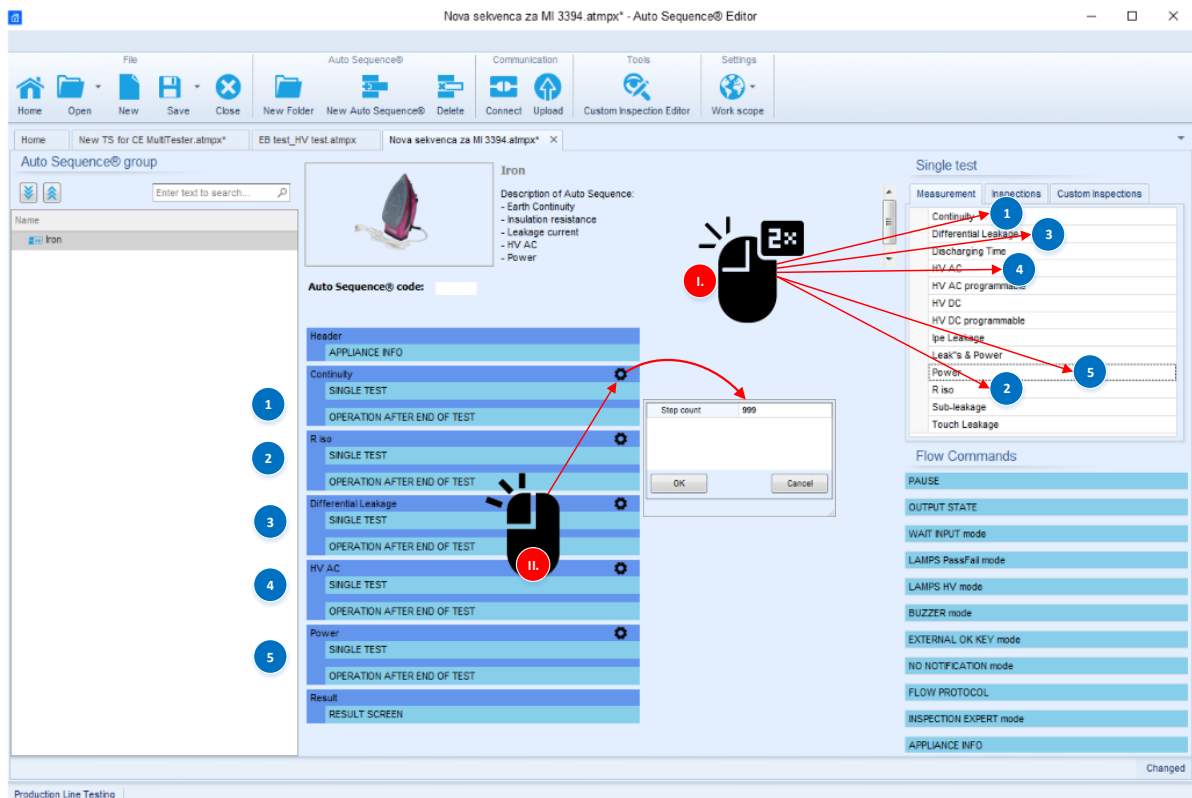 Nova sekvenca za MI 3394.atmpx* - Auto Sequence® Editor
File
Auto Sequence®
Communication
Tools
Settings
Home
Open
New
Save
Close
New Folder
New Auto Sequence®
Delete
Connect
Upload
Custom Inspection Editor
Work scope
Home
New TS for CE MultiTester.atmpx*
EB test_HV test.atmpx
Nova sekvenca za MI 3394.atmpx*
Auto Sequence® group
Enter text to search...
Name
Iron
Iron
Description of Auto Sequence:
- Earth Continuity
- Insulation resistance
- Leakage current
- HV AC
- Power
Auto Sequence® code:
Header
APPLIANCE INFO
1
Continuity
SINGLE TEST
OPERATION AFTER END OF TEST
2
R iso
SINGLE TEST
OPERATION AFTER END OF TEST
3
Differential Leakage
SINGLE TEST
OPERATION AFTER END OF TEST
4
HV AC
SINGLE TEST
OPERATION AFTER END OF TEST
5
Power
SINGLE TEST
OPERATION AFTER END OF TEST
Result
RESULT SCREEN
I.
2x
II.
Step count 999
OK
Cancel
Single test
Measurement
Inspections
Custom Inspections
Continuity 1
Differential Leakage 3
Discharging Time
HV AC 4
HV AC programmable
HV DC
HV DC programmable
Ipe Leakage
Leak"s & Power
Power 5
R iso 2
Sub-leakage
Touch Leakage
Flow Commands
PAUSE
OUTPUT STATE
WAIT INPUT mode
LAMPS PassFail mode
LAMPS HV mode
BUZZER mode
EXTERNAL OK KEY mode
NO NOTIFICATION mode
FLOW PROTOCOL
INSPECTION EXPERT mode
APPLIANCE INFO
Changed
Production Line Testing